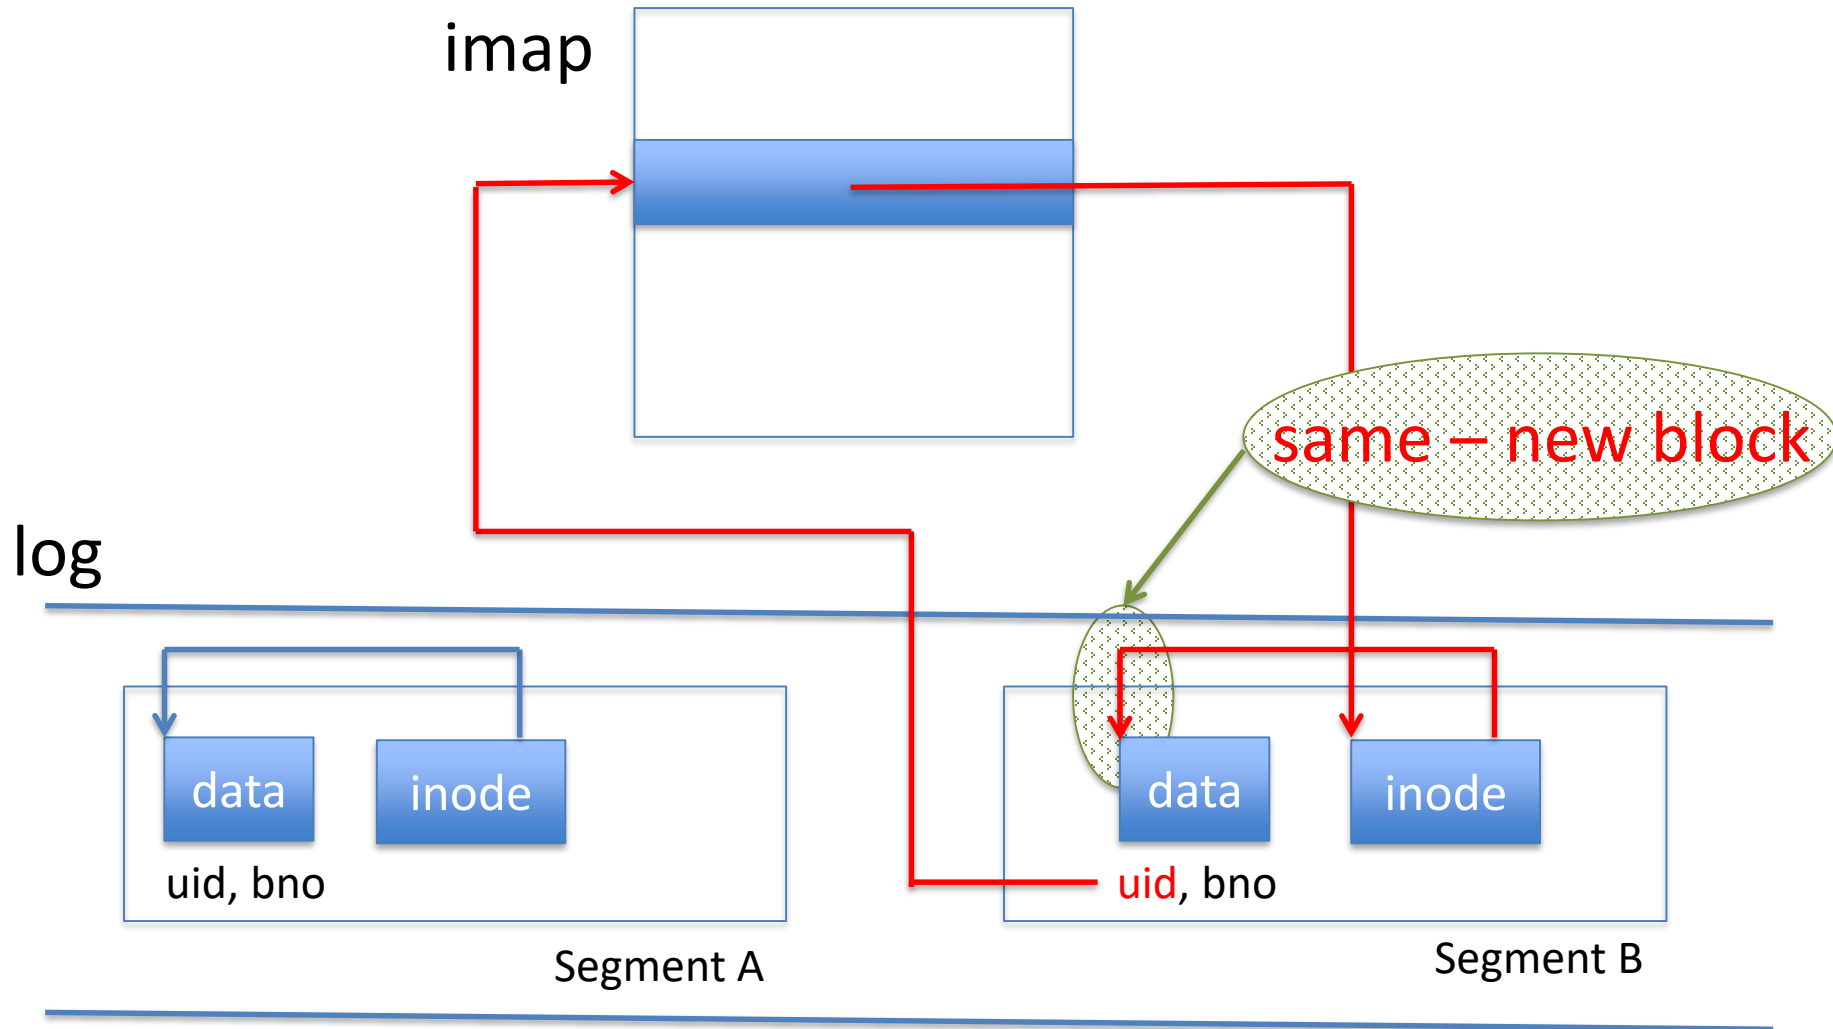 imap
same – new block
log
data
inode
uid, bno
Segment A
data
inode
uid, bno
Segment B